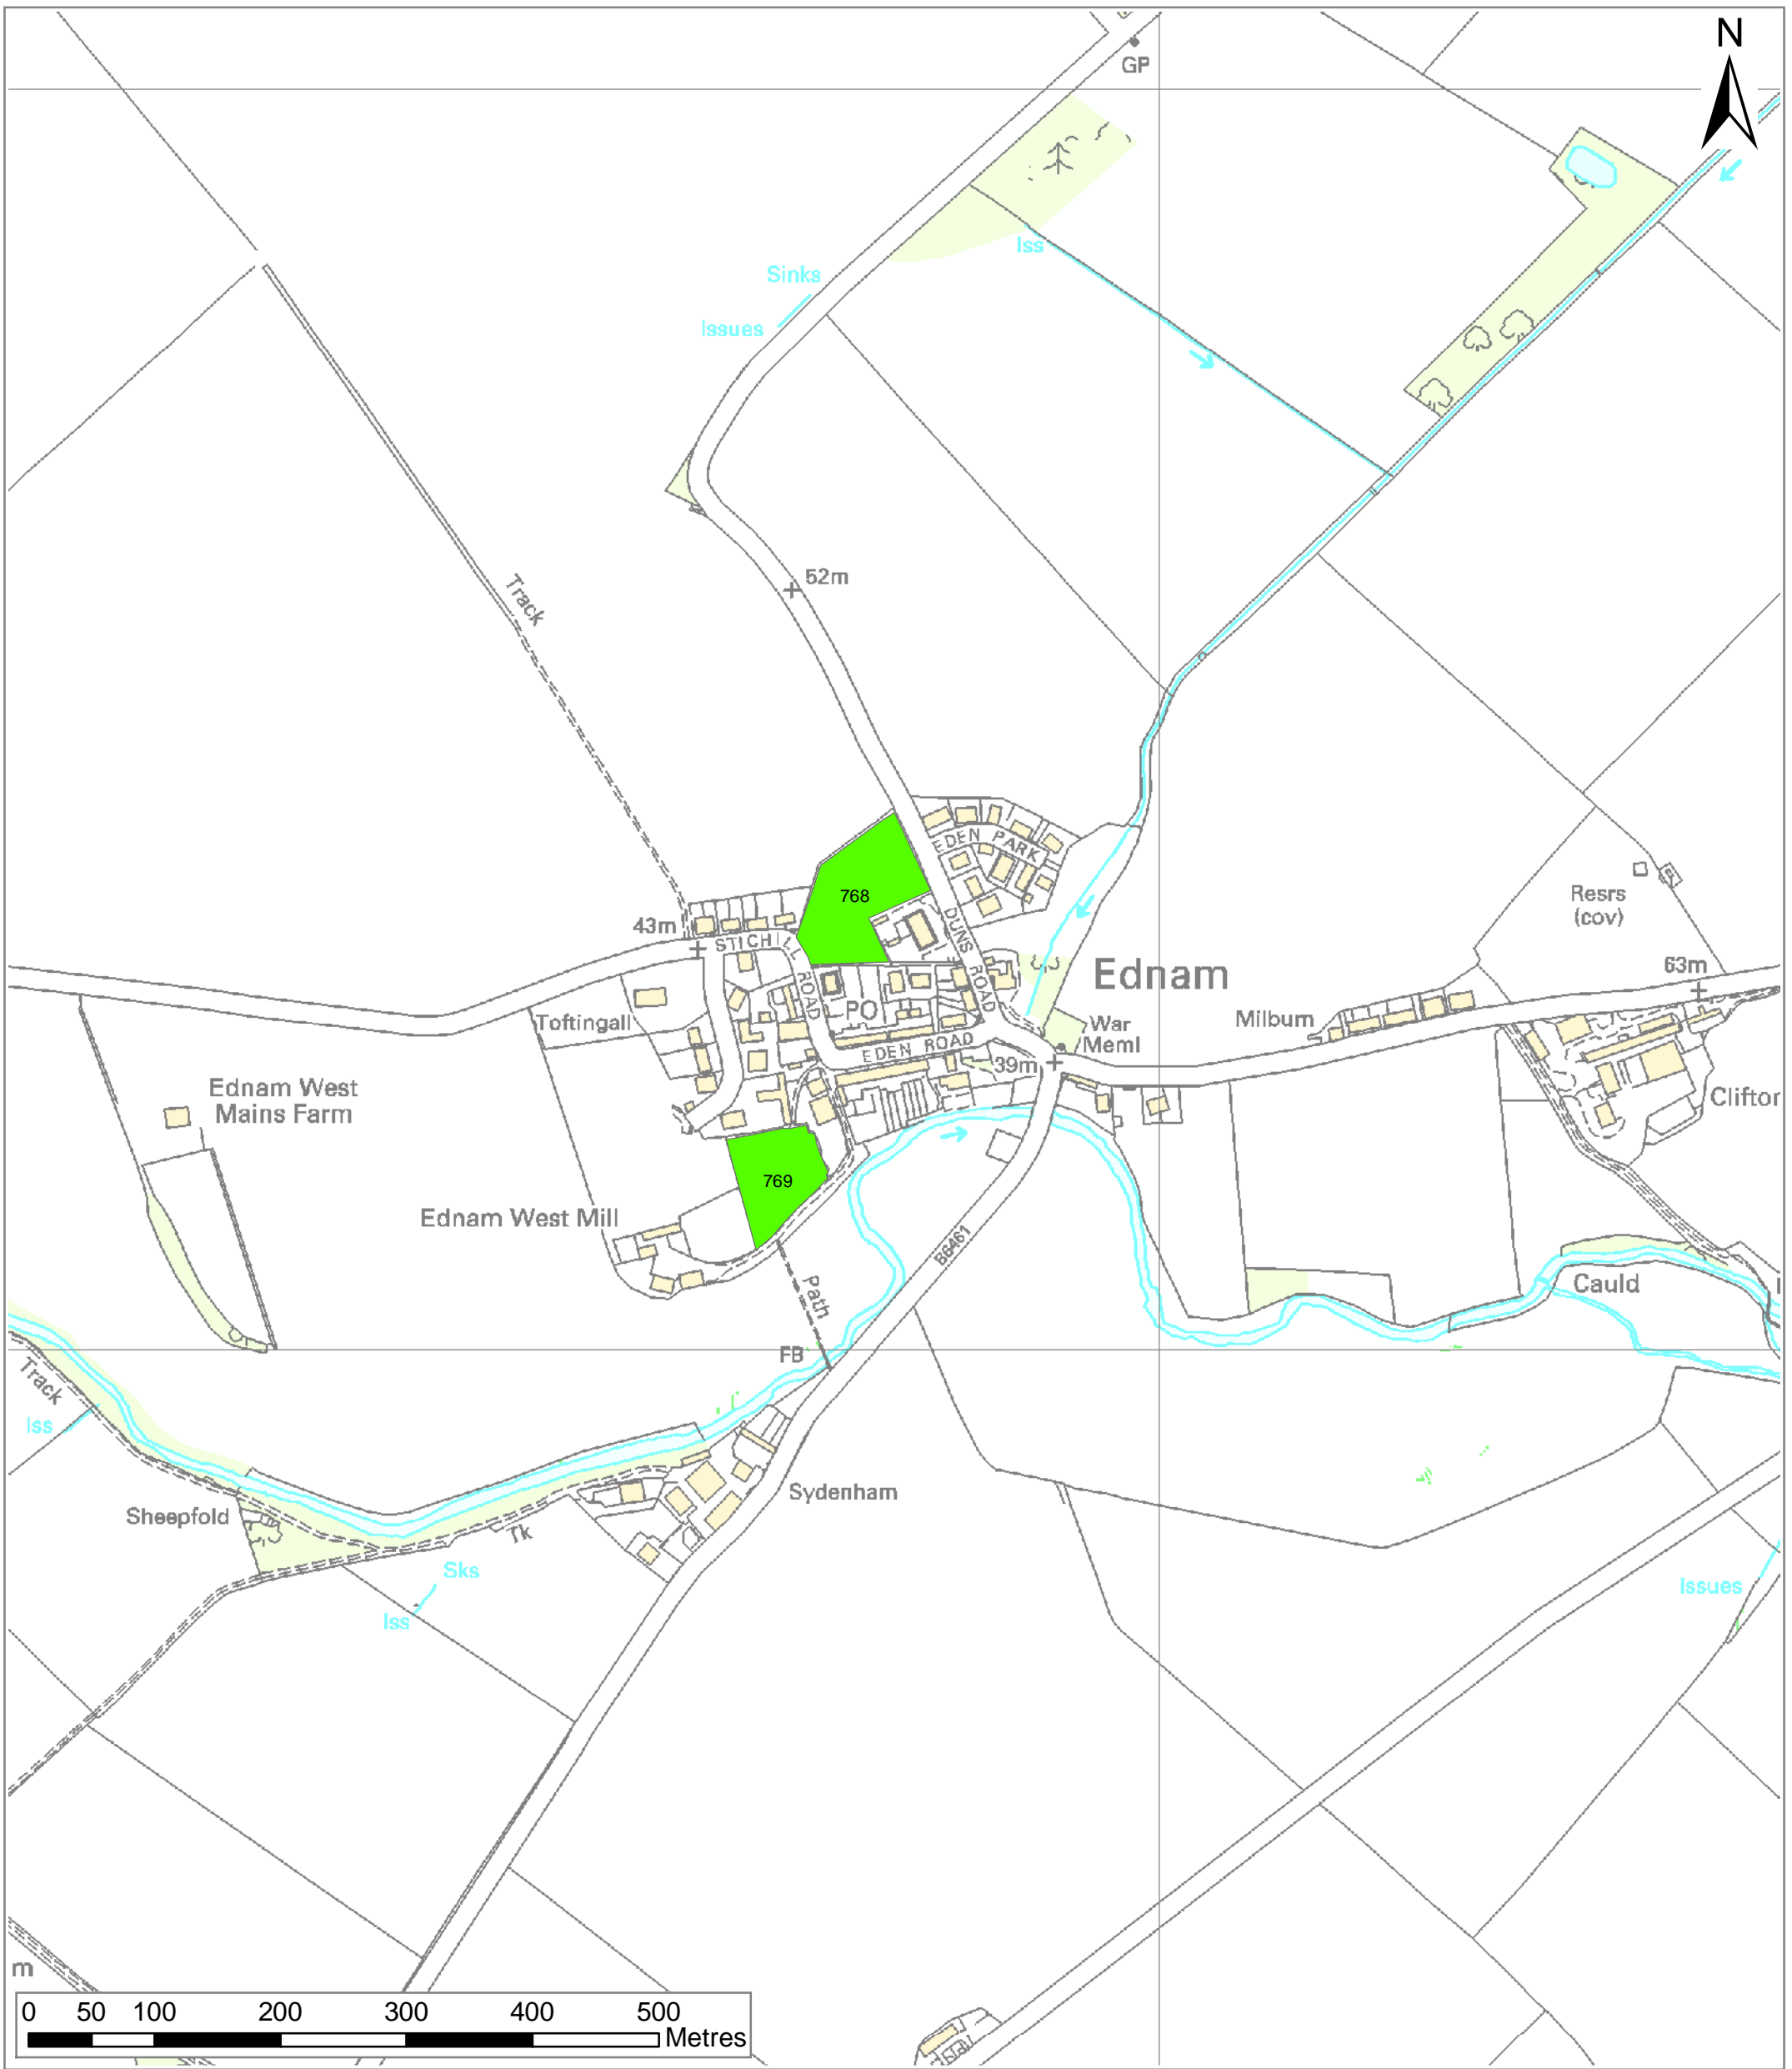 N
GP
Iss
Sinks
Issues
Track
52m
EDEN PARK
768
Resrs
(cov)
43m
STICHILL ROAD
DUNS ROAD
Ednam
63m
Toftingall
PO
War
Meml
Milburn
EDEN ROAD
39m
Ednam West
Mains Farm
Cliftor
769
Ednam West Mill
B6461
Path
Cauld
FB
Track
Iss
Sydenham
Sheepfold
Tk
Sks
Iss
Issues
m
0 50 100 200 300 400 500
Metres